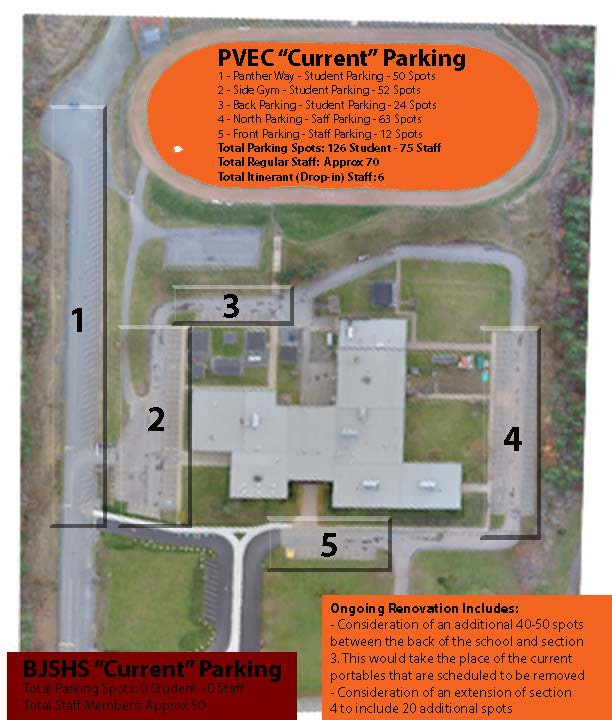 PVEC “Current” Parking
1 - Panther Way - Student Parking - 50 Spots
2 - Side Gym - Student Parking - 52 Spots
3 - Back Parking - Student Parking - 24 Spots
4 - North Parking - Saff Parking - 63 Spots
5 - Front Parking - Staff Parking - 12 Spots
Total Parking Spots: 126 Student - 75 Staff
Total Regular Staff: Approx 70
Total Itinerant (Drop-in) Staff: 6
1
3
2
4
5
Ongoing Renovation Includes:
- Consideration of an additional 40-50 spots
between the back of the school and section
3. This would take the place of the current
portables that are scheduled to be removed
- Consideration of an extension of section
4 to include 20 additional spots
BJSHS “Current” Parking
Total Parking Spots: 0 Student - 0 Staff
Total Staff Members: Approx 50